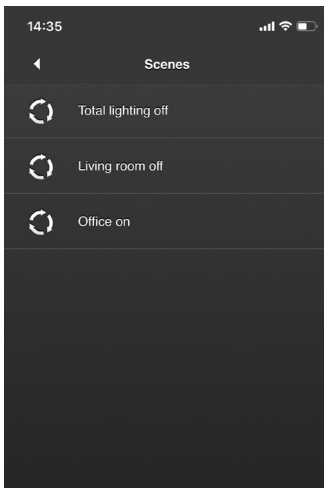 14:35
Scenes
Total lighting off
Living room off
Office on